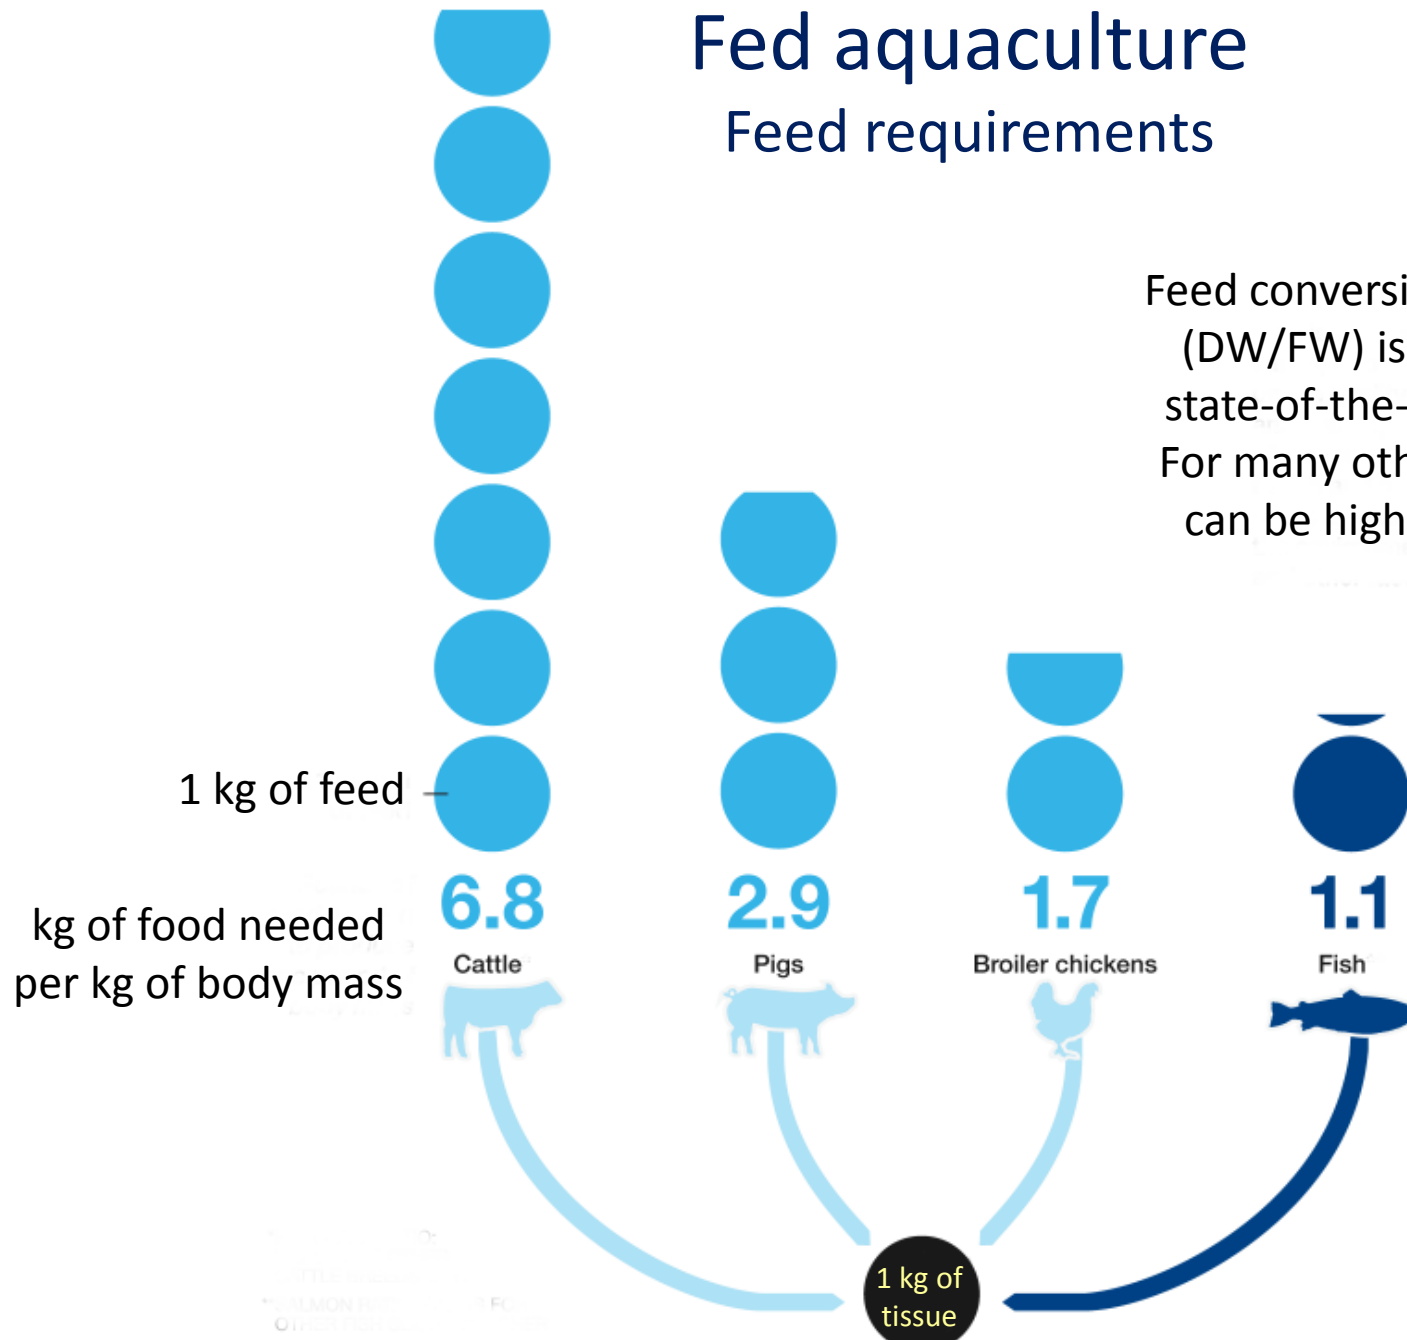 Fed aquaculture
Feed requirements
Feed conversi
(DW/FW) is
state-of-the-
For many oth
can be high
1 kg of feed
kg of food needed
per kg of body mass
6.8
2.9
1.7
1.1
Cattle
Pigs
Broiler chickens
Fish
1 kg of
tissue